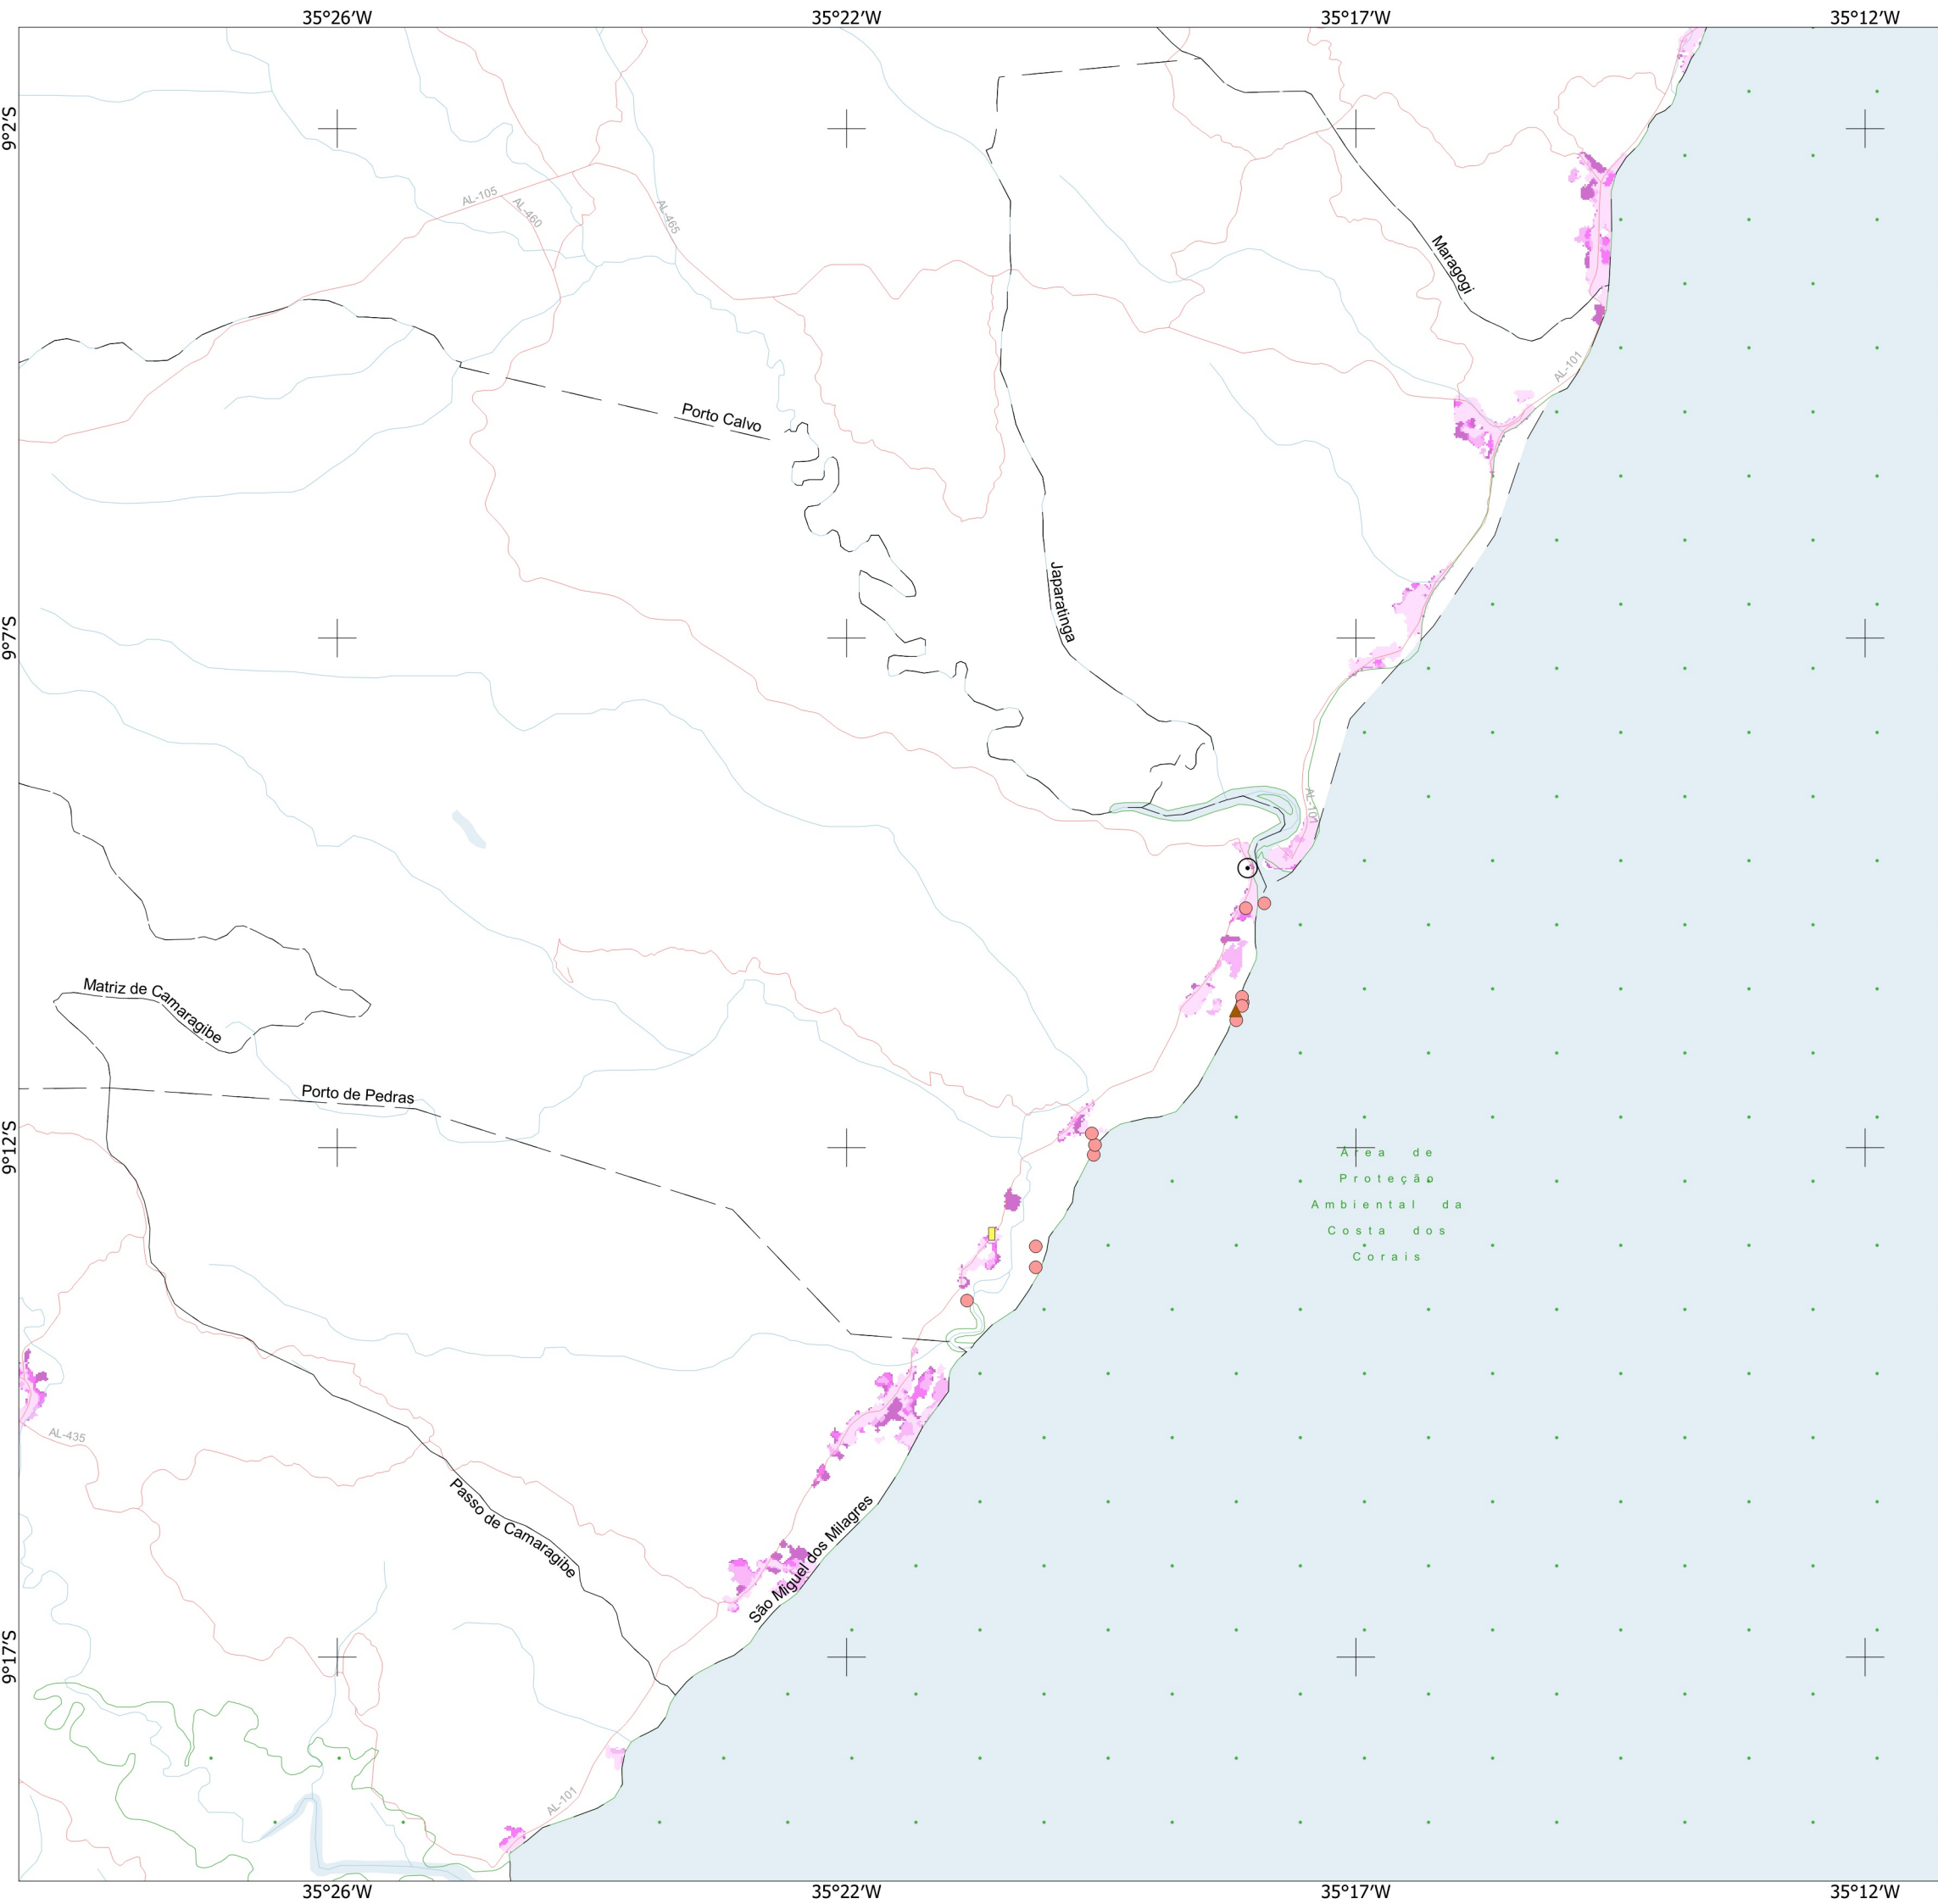 35°26′W
35°22′W
35°17′W
35°12′W
9°2′S
AL-105
AL-460
AL-465
Maragogi
AL-101
Porto Calvo
Japaratinga
9°7′S
AL-101
Matriz de Camaragibe
Porto de Pedras
9°12′S
Área de
Proteção
Ambiental da
Costa dos
Corais
AL-435
Passo de Camaragibe
São Miguel dos Milagres
9°17′S
AL-101
35°26′W
35°22′W
35°17′W
35°12′W